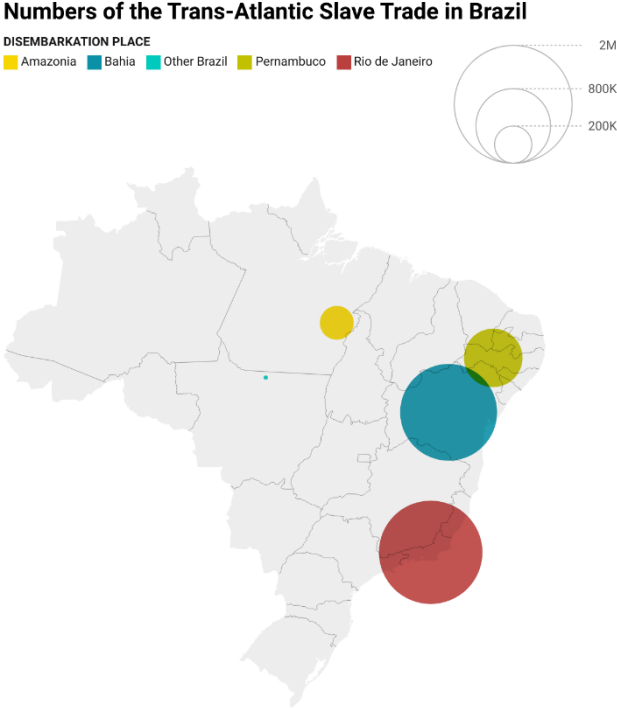 Numbers of the Trans-Atlantic Slave Trade in Brazil
DISEMBARKATION PLACE
Amazonia Bahia Other Brazil Pernambuco Rio de Janeiro
2M
800K
200K